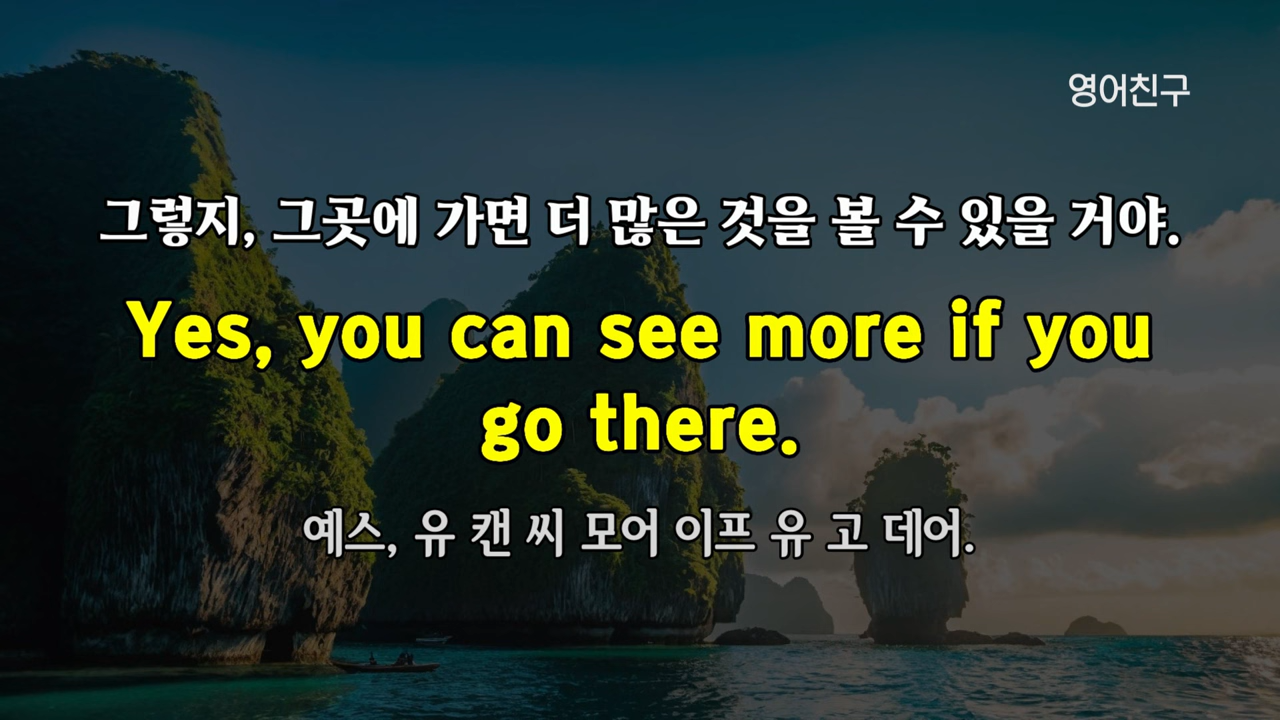 영어친구
그렇지, 그곳에 가면 더 많은 것을 볼 수 있을 거야.
Yes, you can see more if you
go there.
예스, 유 캔 씨 모어 이프 유 고 데어.